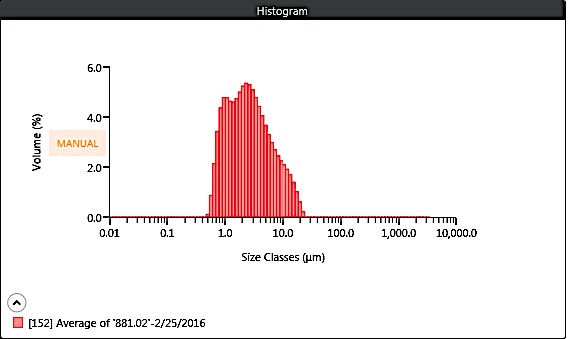 Histogram
6.0
4.0
2.0
0.0
Volume (%)
MANUAL
0.01 0.1 1.0 10.0 100.0 1,000.0 10,000.0
Size Classes (µm)
[152] Average of '881.02'-2/25/2016